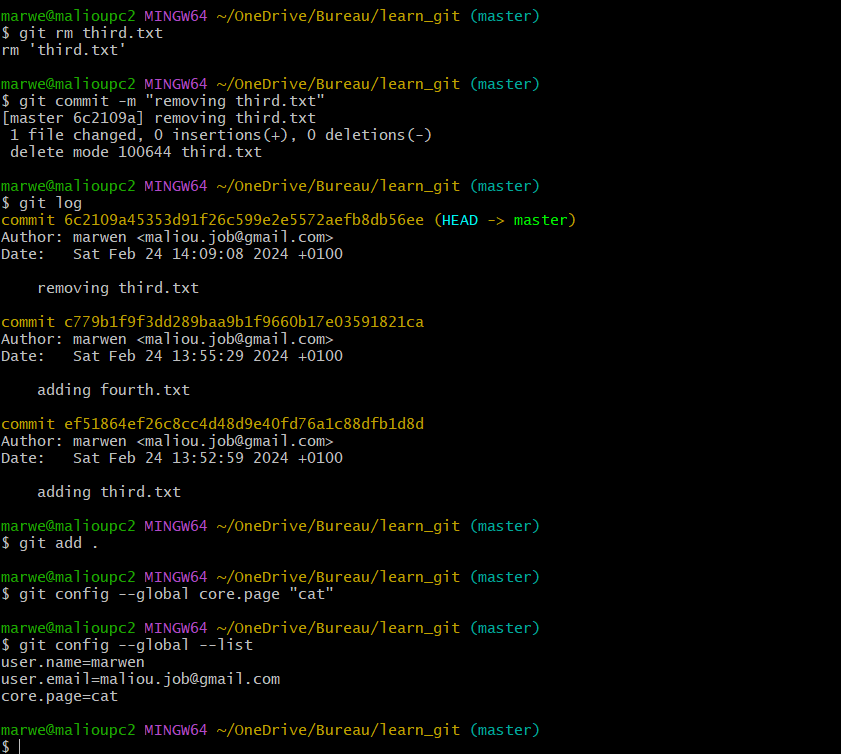 marwe@malioupc2 MINGW64 ~/OneDrive/Bureau/learn_git (master)
$ git rm third.txt
rm 'third.txt'
marwe@malioupc2 MINGW64 ~/OneDrive/Bureau/learn_git (master)
$ git commit -m "removing third.txt"
[master 6c2109a] removing third.txt
 1 file changed, 0 insertions(+), 0 deletions(-)
 delete mode 100644 third.txt
marwe@malioupc2 MINGW64 ~/OneDrive/Bureau/learn_git (master)
$ git log
commit 6c2109a45353d91f26c599e2e5572aefb8db56ee (HEAD -> master)
Author: marwen <maliou.job@gmail.com>
Date:   Sat Feb 24 14:09:08 2024 +0100
    removing third.txt
commit c779b1f9f3dd289baa9b1f9660b17e03591821ca
Author: marwen <maliou.job@gmail.com>
Date:   Sat Feb 24 13:55:29 2024 +0100
    adding fourth.txt
commit ef51864ef26c8cc4d48d9e40fd76a1c88dfb1d8d
Author: marwen <maliou.job@gmail.com>
Date:   Sat Feb 24 13:52:59 2024 +0100
    adding third.txt
marwe@malioupc2 MINGW64 ~/OneDrive/Bureau/learn_git (master)
$ git add .
marwe@malioupc2 MINGW64 ~/OneDrive/Bureau/learn_git (master)
$ git config --global core.page "cat"
marwe@malioupc2 MINGW64 ~/OneDrive/Bureau/learn_git (master)
$ git config --global --list
user.name=marwen
user.email=maliou.job@gmail.com
core.page=cat
marwe@malioupc2 MINGW64 ~/OneDrive/Bureau/learn_git (master)
$